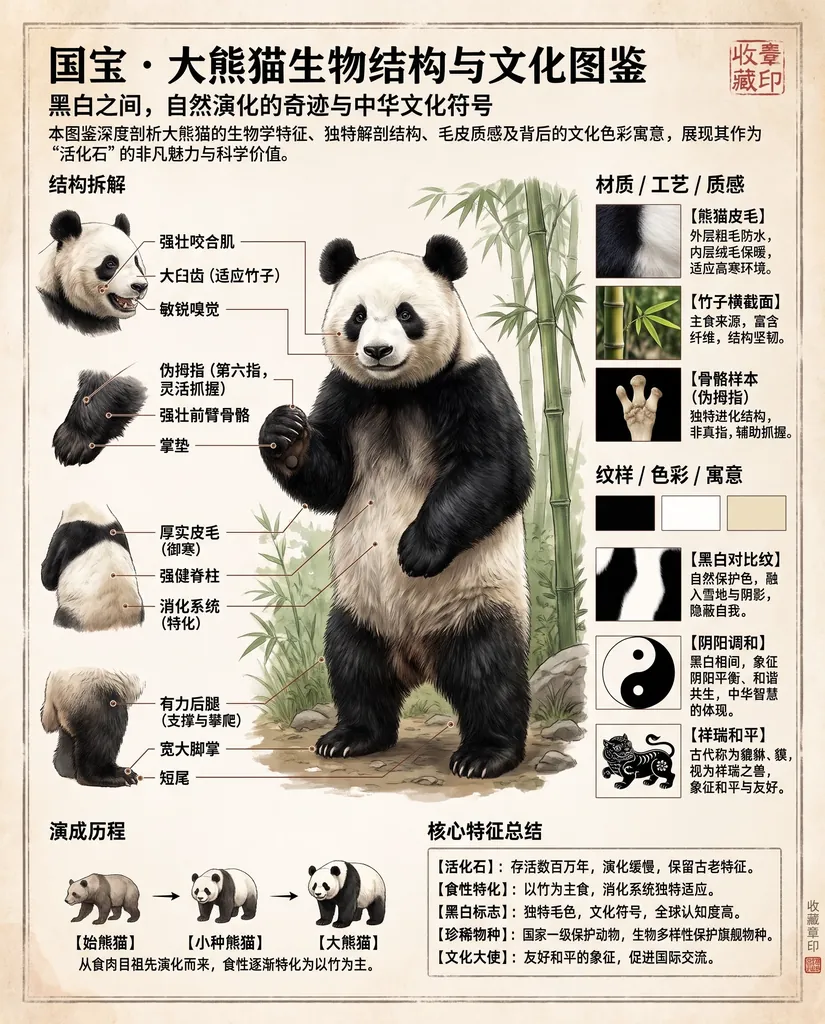 国宝·大熊猫生物结构与文化图鉴
收章
藏印
黑白之间，自然演化的奇迹与中华文化符号
本图鉴深度剖析大熊猫的生物学特征、独特解剖结构、毛皮质感及背后的文化色彩寓意，展现其作为
“活化石”的非凡魅力与科学价值。
结构拆解
强壮咬合肌
大臼齿（适应竹子）
敏锐嗅觉
伪拇指（第六指，
灵活抓握）
强壮前臂骨骼
掌垫
厚实皮毛
（御寒）
强健脊柱
消化系统
（特化）
有力后腿
（支撑与攀爬）
宽大脚掌
短尾
材质 / 工艺 / 质感
【熊猫皮毛】
外层粗毛防水，
内层绒毛保暖，
适应高寒环境。
【竹子横截面】
主食来源，富含
纤维，结构坚韧。
【骨骼样本
（伪拇指）
独特进化结构，
非真指，辅助抓握。
纹样 / 色彩 / 寓意
【黑白对比纹】
自然保护色，融
入雪地与阴影，
隐蔽自我。
【阴阳调和】
黑白相间，象征
阴阳平衡、和谐
共生，中华智慧
的体现。
【祥瑞和平】
古代称为貔貅、貘，
视为祥瑞之兽，
象征和平与友好。
演成历程
【始熊猫】
【小种熊猫】
【大熊猫】
从食肉目祖先演化而来，食性逐渐特化为以竹为主。
核心特征总结
【活化石】：存活数百万年，演化缓慢，保留古老特征。
【食性特化】：以竹为主食，消化系统独特适应。
【黑白标志】：独特毛色，文化符号，全球认知度高。
【珍稀物种】：国家一级保护动物，生物多样性保护旗舰物种。
【文化大使】：友好和平的象征，促进国际交流。
收藏章印